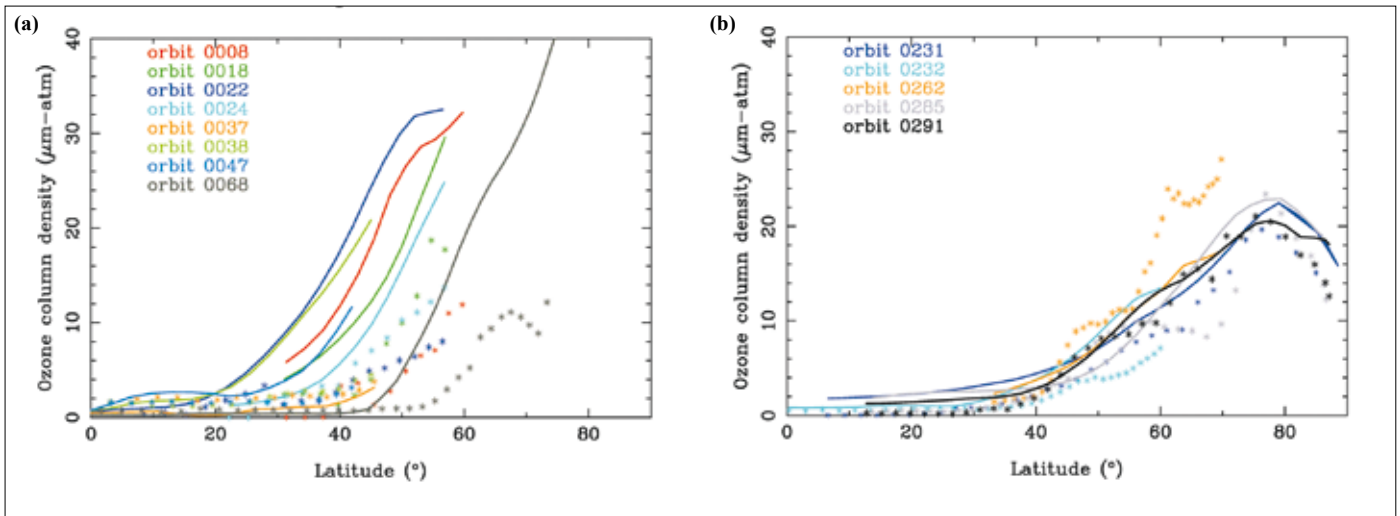 (a)
40
30
20
10
0
Ozone column density (μm-atm)
orbit 0008
orbit 0018
orbit 0022
orbit 0024
orbit 0037
orbit 0038
orbit 0047
orbit 0068
0 20 40 60 80
Latitude (°)
(b)
40
30
20
10
0
Ozone column density (μm-atm)
orbit 0231
orbit 0232
orbit 0262
orbit 0285
orbit 0291
0 20 40 60 80
Latitude (°)